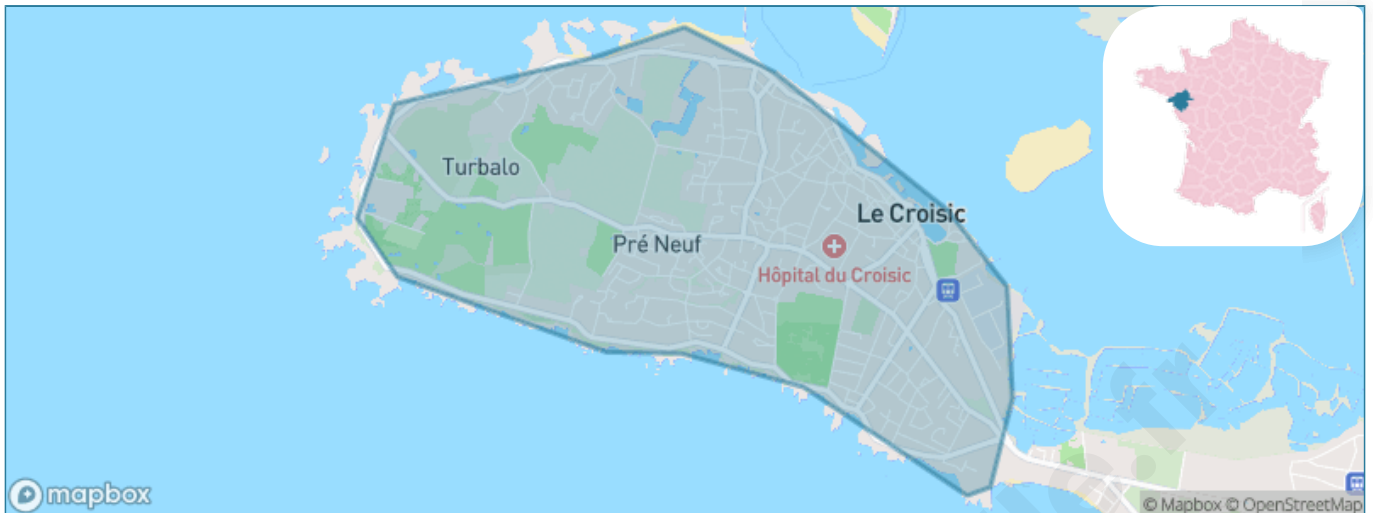 Turbalo
Le Croisic
Pré Neuf
Hôpital du Croisic
mapbox
© Mapbox © OpenStreetMap